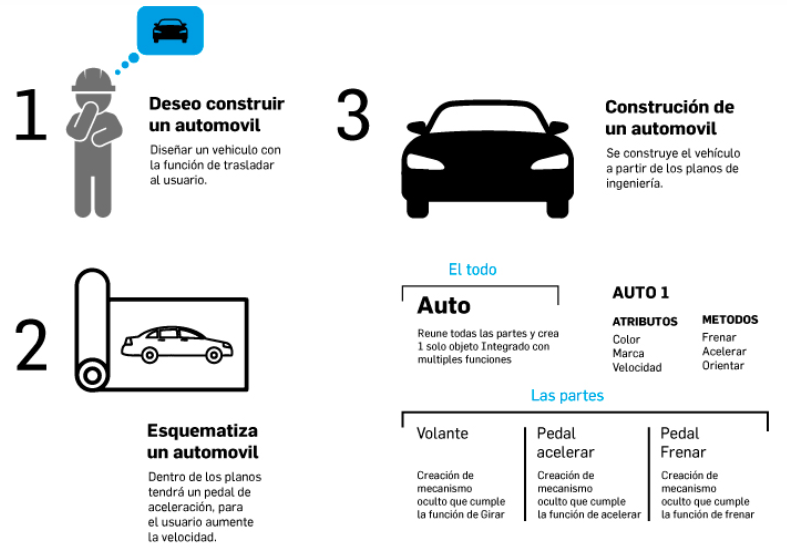 1
Deseo construir
un automovil
Diseñar un vehiculo con
la función de trasladar
al usuario.
2
Esquematiza
un automovil
Dentro de los planos
tendrá un pedal de
aceleración, para
el usuario aumente
la velocidad.
3
Construción de
un automovil
Se construye el vehículo
a partir de los planos de
ingeniería.
El todo
Auto
Reune todas las partes y crea
1 solo objeto Integrado con
multiples funciones
AUTO 1
ATRIBUTOS
Color
Marca
Velocidad
METODOS
Frenar
Acelerar
Orientar
Las partes
Volante
Creación de
mecanismo
oculto que cumple
la función de Girar
Pedal
acelerar
Creación de
mecanismo
oculto que cumple
la función de acelerar
Pedal
Frenar
Creación de
mecanismo
oculto que cumple
la función de frenar